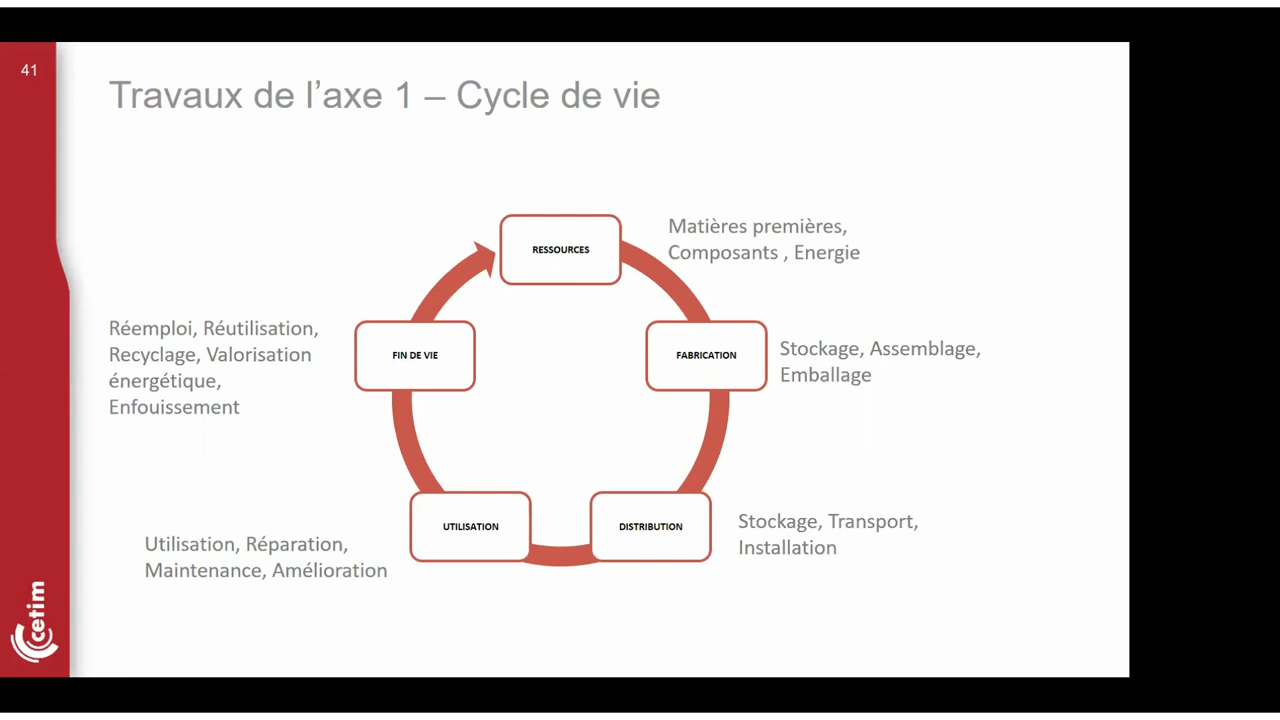 41
Travaux de l’axe 1 – Cycle de vie
RESSOURCES
Matières premières,
Composants , Energie
FABRICATION
Stockage, Assemblage,
Emballage
DISTRIBUTION
Stockage, Transport,
Installation
UTILISATION
Utilisation, Réparation,
Maintenance, Amélioration
FIN DE VIE
Réemploi, Réutilisation,
Recyclage, Valorisation
énergétique,
Enfouissement
cetim